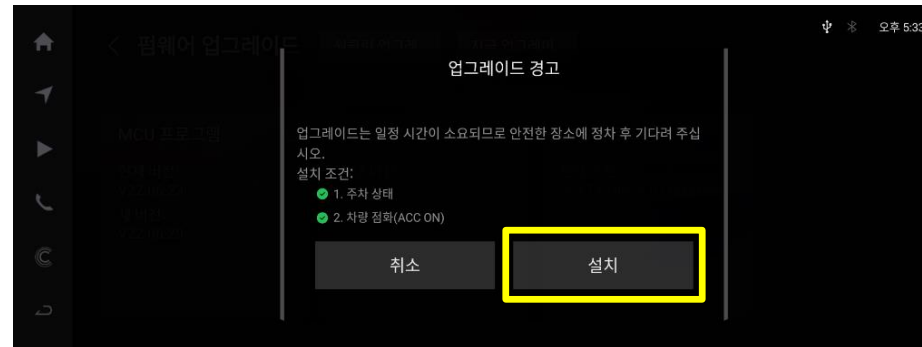 오후 5:33
< 펌웨어 업그레이드
업그레이드 경고
MCU 프로그램
업그레이드는 일정 시간이 소요되므로 안전한 장소에 정차 후 기다려 주십
시오.
설치 조건:
1. 주차 상태
2. 차량 점화(ACC ON)
취소
설치